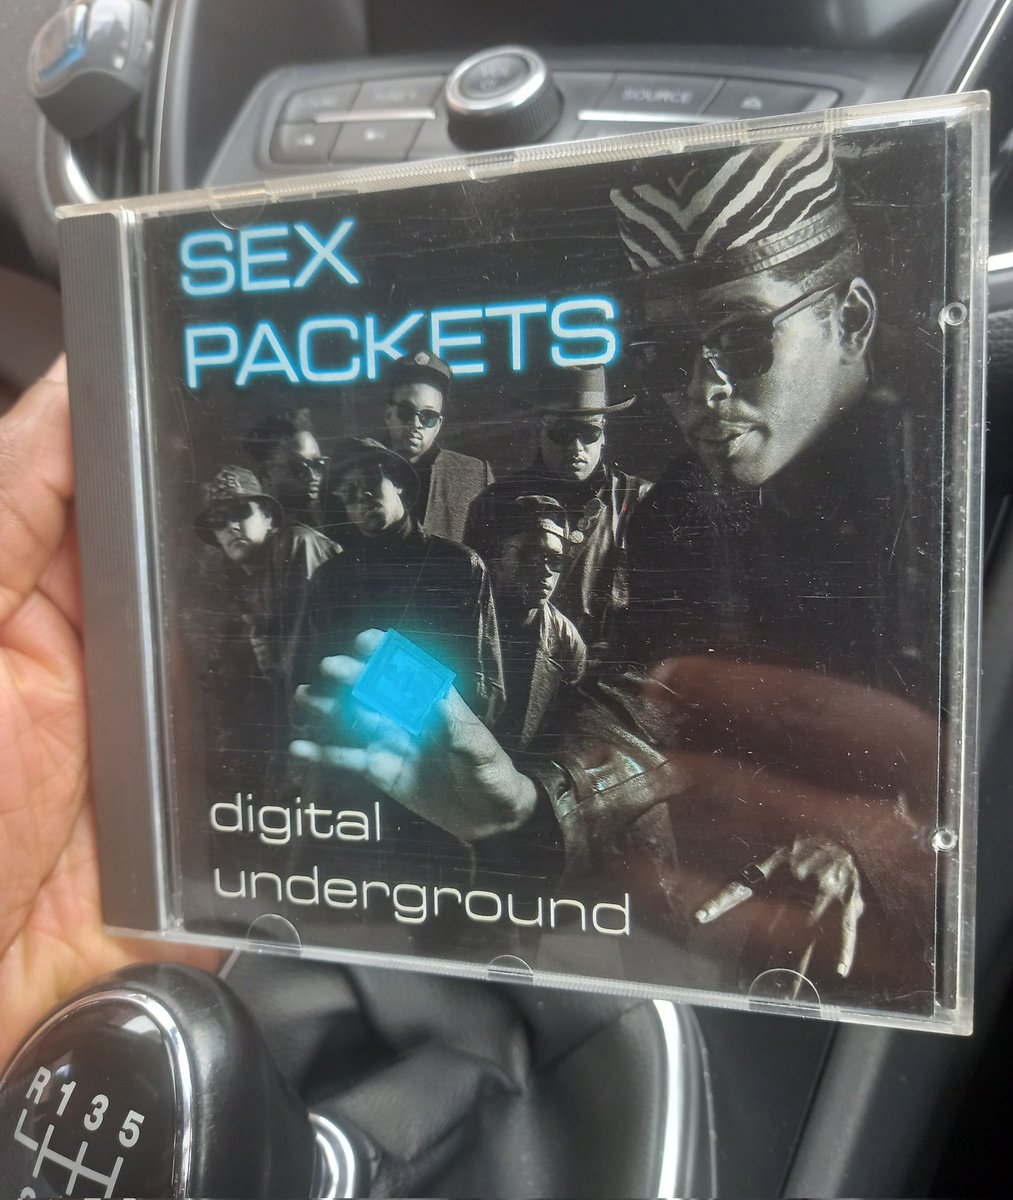 SOURCE
SEX
PACKETS
digital
underground
R 1 3 5